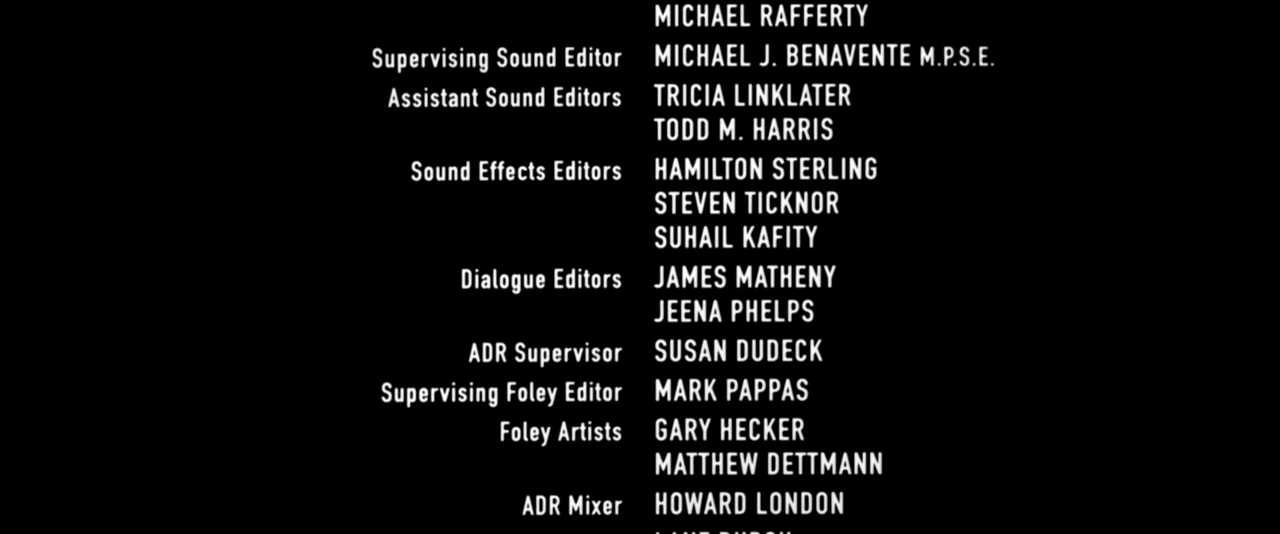 MICHAEL RAFFERTY
Supervising Sound Editor MICHAEL J. BENAVENTE M.P.S.E.
Assistant Sound Editors TRICIA LINKLATER
TODD M. HARRIS
Sound Effects Editors HAMILTON STERLING
STEVEN TICKNOR
SUHAIL KAFITY
Dialogue Editors JAMES MATHENY
JEENA PHELPS
ADR Supervisor SUSAN DUDECK
Supervising Foley Editor MARK PAPPAS
Foley Artists GARY HECKER
MATTHEW DETTMANN
ADR Mixer HOWARD LONDON